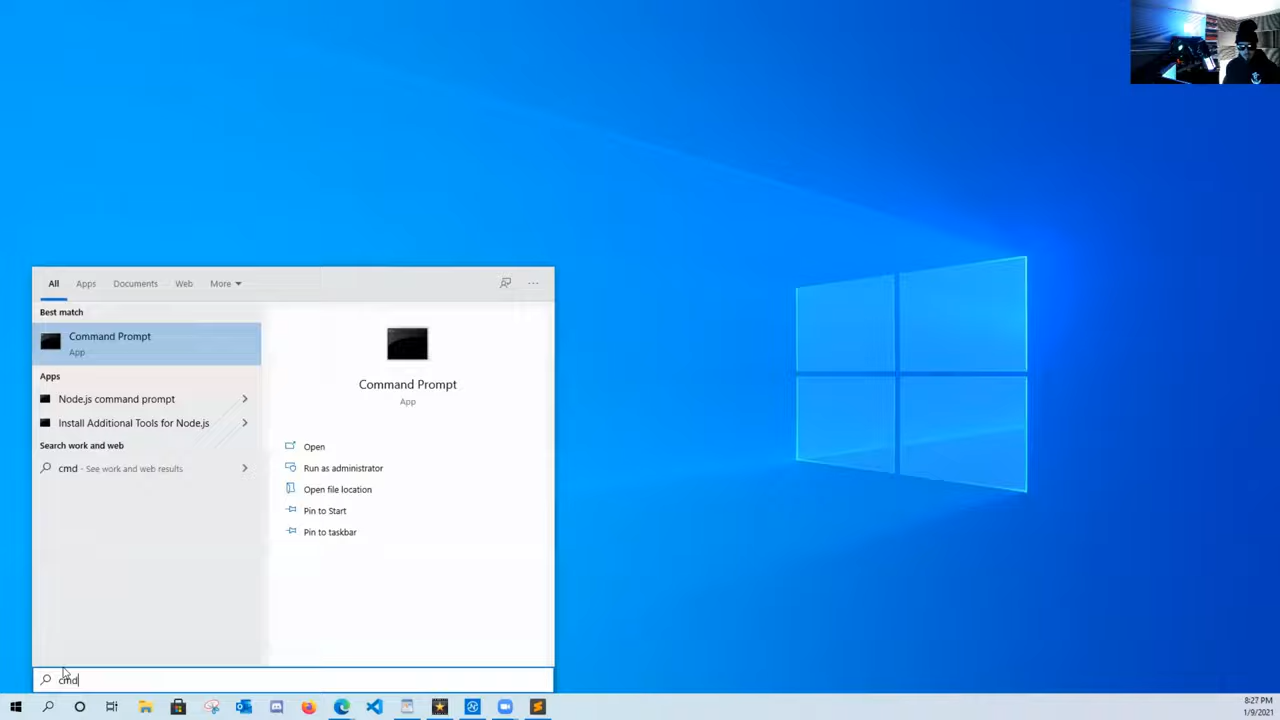 All Apps Documents Web More
Best match
Command Prompt
App
Apps
Node.js command prompt
Install Additional Tools for Node.js
Search work and web
cmd - See work and web results
Command Prompt
App
Open
Run as administrator
Open file location
Pin to Start
Pin to taskbar
cmd
8:27 PM
1/9/2021